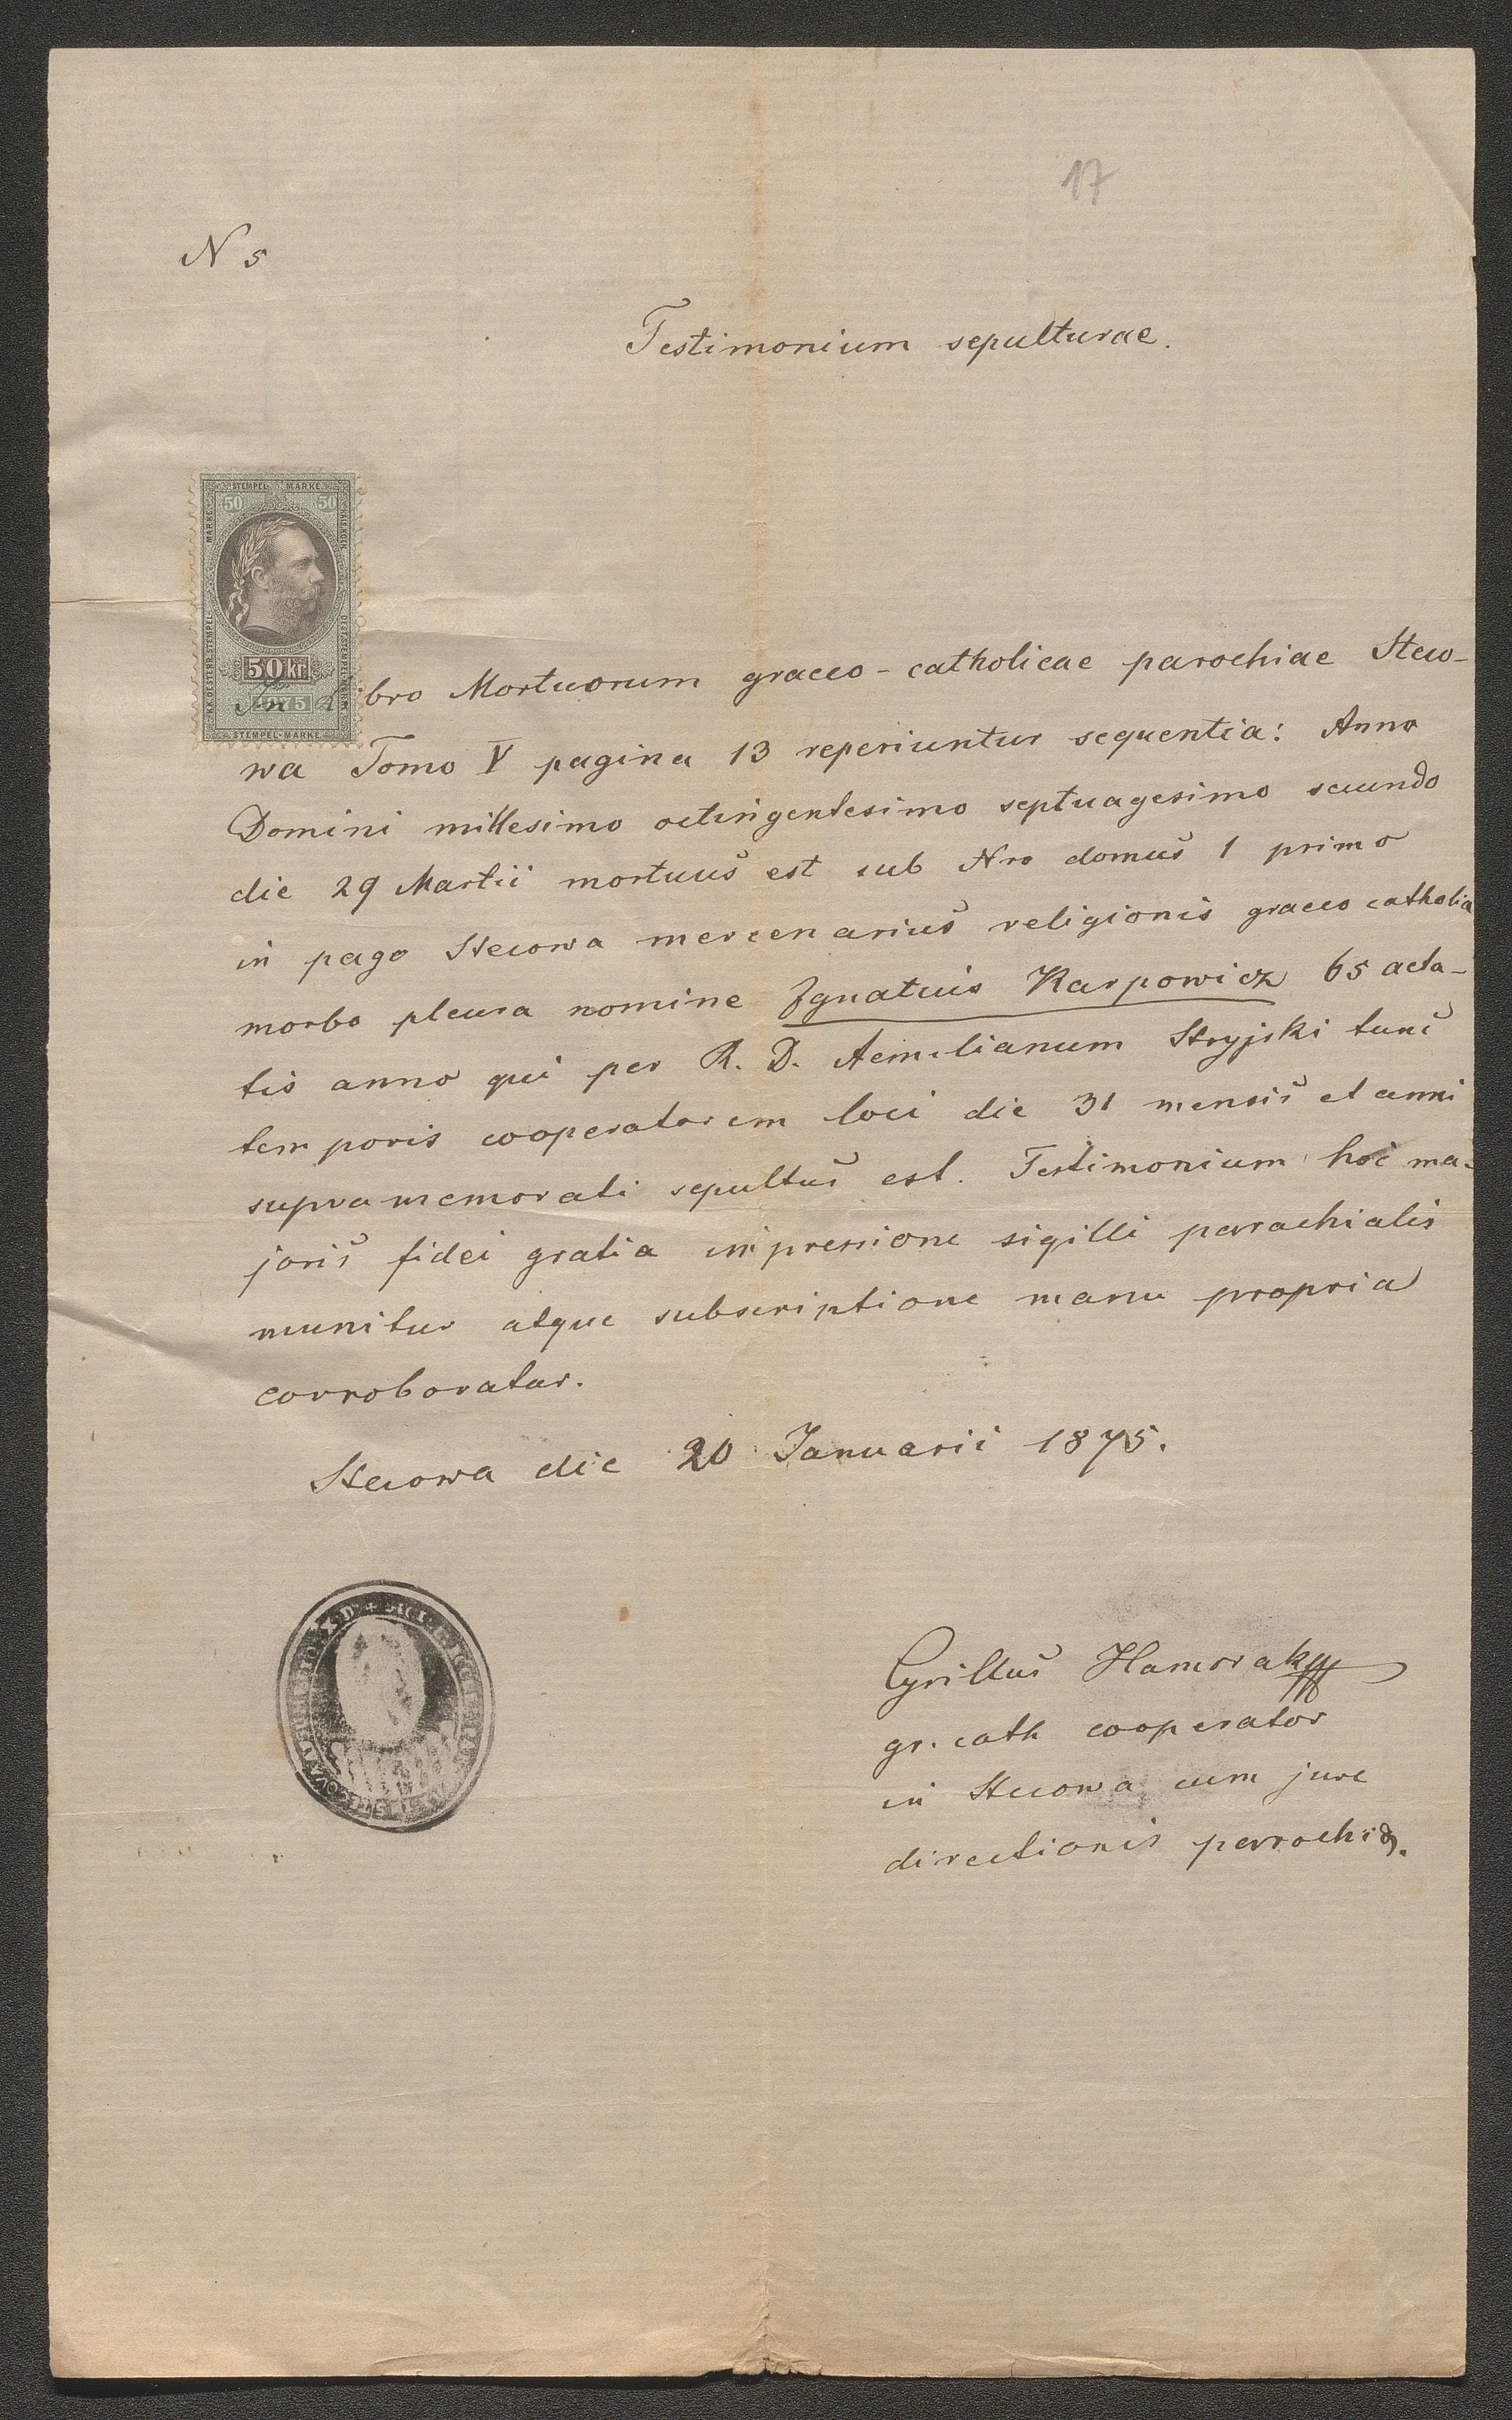 17
N 5
Testimonium sepulturae.
STEMPEL MARKE
50 50
50 kr
1875
STEMPEL-MARKE
In libro Mortuorum graeco-catholicae parochiae Steco-
wa Tomo V pagina 13 reperiuntur sequentia: Anno
Domini millesimo octingentesimo septuagesimo secundo
die 29 Martii mortuus est sub Nro domus 1 primo
in pago Stecowa mercenarius religionis graeco catholica
morbo pleura nomine Ignatius Karpowicz 65 aeta-
tis anno qui per R. D. Aemilianum Stryjski tunc
temporis cooperatorem loci die 31 mensis et anni
supramemorati sepultus est. Testimonium hoc ma-
joris fidei gratia impressione sigilli parochialis
munitur atque subscriptione manu propria
corroboratur.
Stecowa die 20 Januarii 1875.
Cyrillus Hamorak
gr. cath cooperator
in Stecowa cum jure
directionis parochiae.